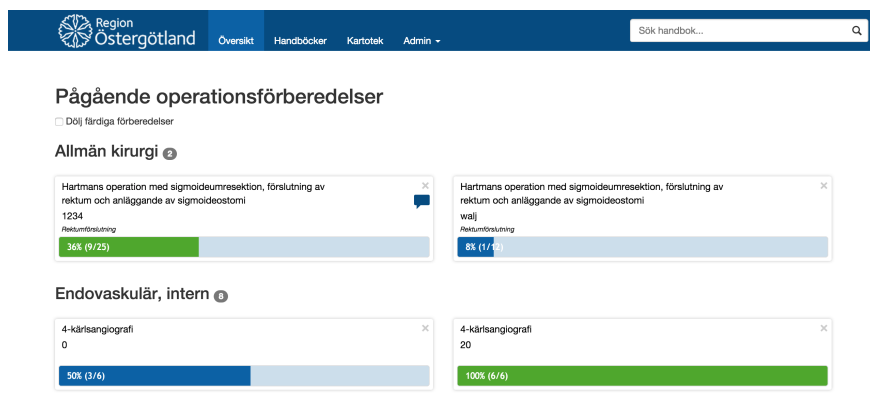 Region
Östergötland
Översikt Handböcker Kartotek Admin
Sök handbok...
Pågående operationsförberedelser
Dölj färdiga förberedelser
Allmän kirurgi 2
Hartmans operation med sigmoideumresektion, förslutning av
rektum och anläggande av sigmoideostomi
1234
Rektumförslutning
36% (9/25)
Hartmans operation med sigmoideumresektion, förslutning av
rektum och anläggande av sigmoideostomi
walj
Rektumförslutning
8% (1/12)
Endovaskulär, intern 8
4-kärlsangiografi
0
50% (3/6)
4-kärlsangiografi
20
100% (6/6)